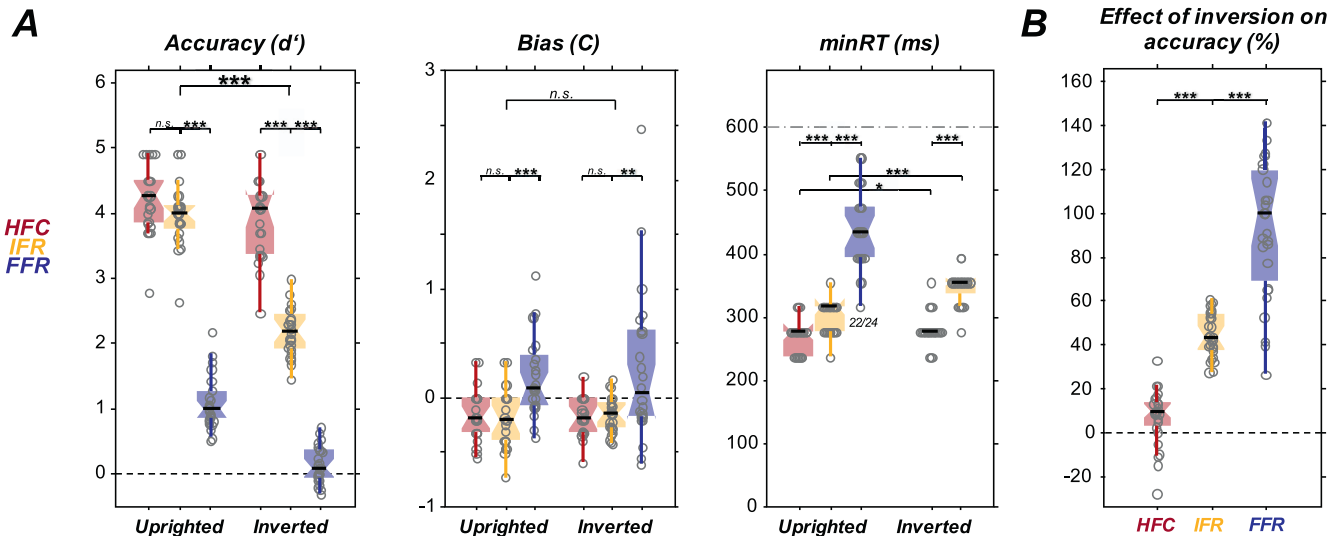 A
B
Accuracy (d‘)
Bias (C)
minRT (ms)
Effect of inversion on
accuracy (%)
HFC
IFR
FFR
6
5
4
3
2
1
0
***
n.s. ***
*** ***
Uprighted
Inverted
3
2
1
0
-1
n.s.
n.s. ***
n.s. **
Uprighted
Inverted
600
500
400
300
200
100
0
*** ***
***
***
*
22/24
Uprighted
Inverted
160
140
120
100
80
60
40
20
0
-20
*** ***
HFC
IFR
FFR